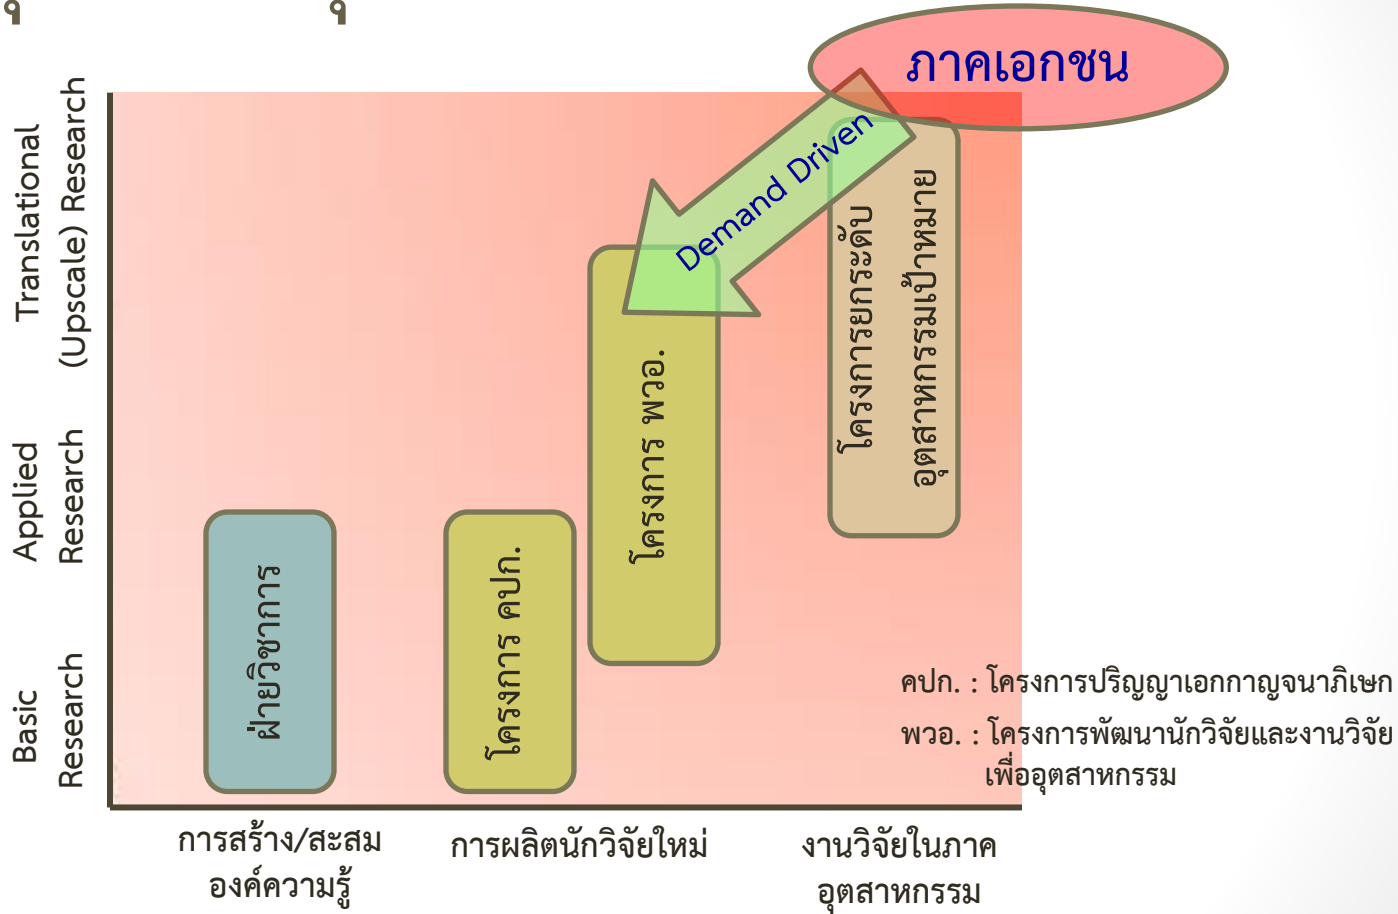 ภาคเอกชน
Demand Driven
Translational
(Upscale) Research
Applied
Research
Basic
Research
ฝ่ายวิชาการ
โครงการ คปก.
โครงการ พวอ.
โครงการยกระดับ
อุตสาหกรรมเป้าหมาย
คปก. : โครงการปริญญาเอกกาญจนาภิเษก
พวอ. : โครงการพัฒนานักวิจัยและงานวิจัย
เพื่ออุตสาหกรรม
การสร้าง/สะสม
องค์ความรู้
การผลิตนักวิจัยใหม่
งานวิจัยในภาค
อุตสาหกรรม